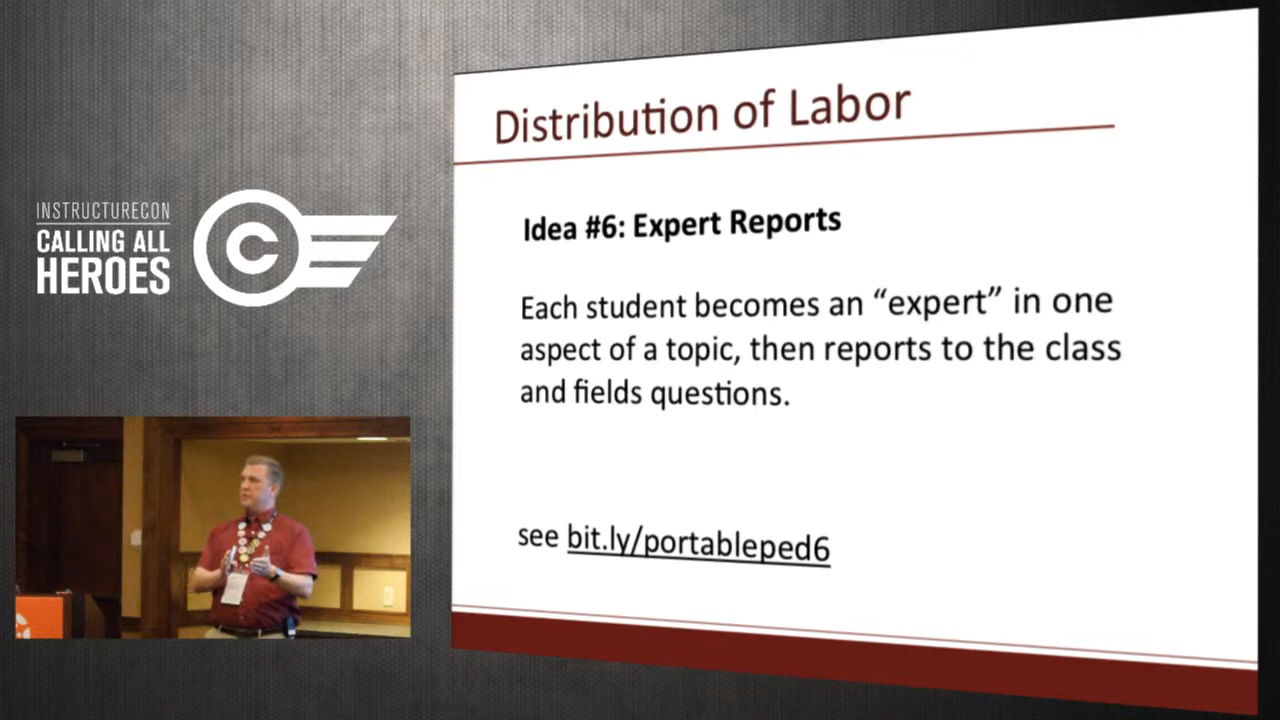 INSTRUCTURECON
CALLING ALL
HEROES
C
Distribution of Labor
Idea #6: Expert Reports
Each student becomes an “expert” in one
aspect of a topic, then reports to the class
and fields questions.
see bit.ly/portableped6